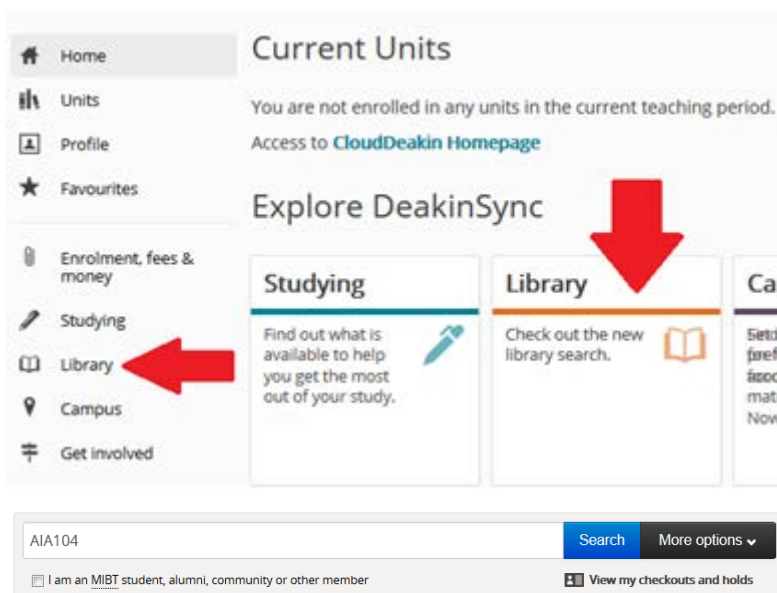 Home
Units
Profile
Favourites
Enrolment, fees &
money
Studying
Library
Campus
Get involved
Current Units
You are not enrolled in any units in the current teaching period.
Access to CloudDeakin Homepage
Explore DeakinSync
Studying
Find out what is
available to help
you get the most
out of your study.
Library
Check out the new
library search.
Ca
mat
Nov
AIA104
Search
More options
I am an MIBT student, alumni, community or other member
View my checkouts and holds